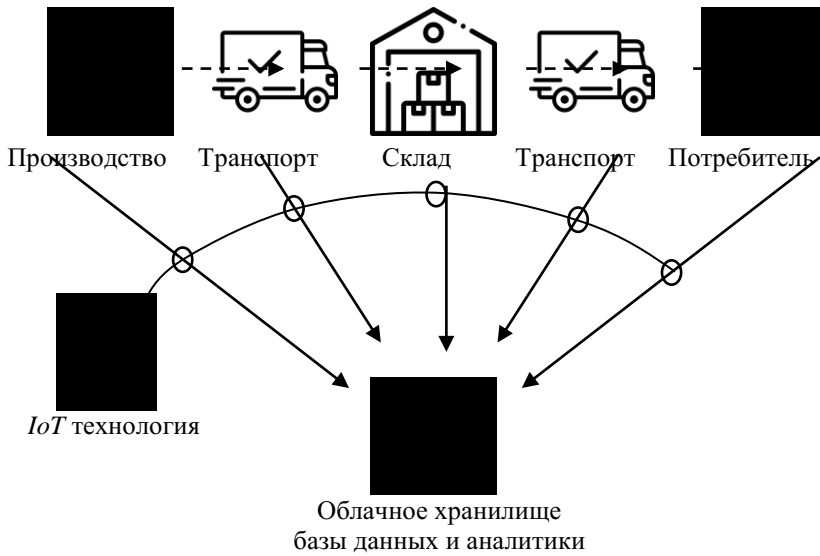 Производство
Транспорт
Склад
Транспорт
Потребитель
IoT технология
Облачное хранилище
базы данных и аналитики